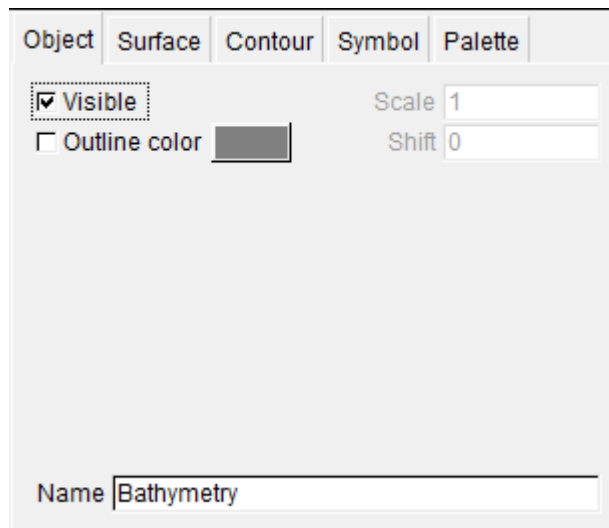 Object Surface Contour Symbol Palette
Visible Scale 1
Outline color Shift 0
Name Bathymetry